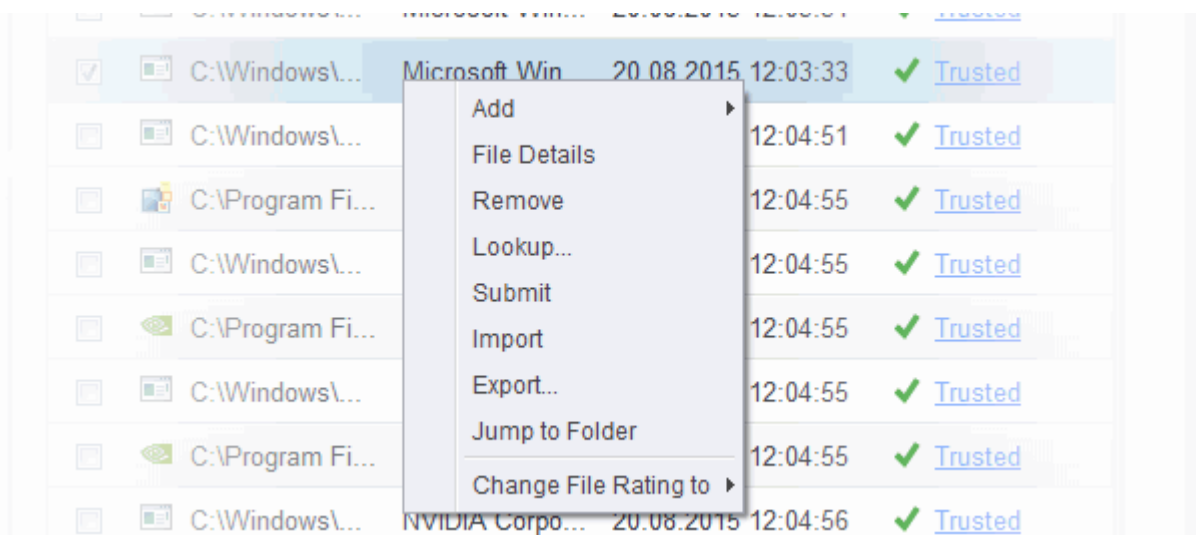 C:\Windows\... Microsoft Win... 20.08.2015 12:03:33 Trusted
Add
C:\Windows\... 12:04:51 Trusted
File Details
C:\Program Fi... Remove 12:04:55 Trusted
C:\Windows\... Lookup... 12:04:55 Trusted
Submit
C:\Program Fi... Import 12:04:55 Trusted
C:\Windows\... Export... 12:04:55 Trusted
Jump to Folder
C:\Program Fi... 12:04:55 Trusted
Change File Rating to
C:\Windows\... NVIDIA Corpo... 20.08.2015 12:04:56 Trusted